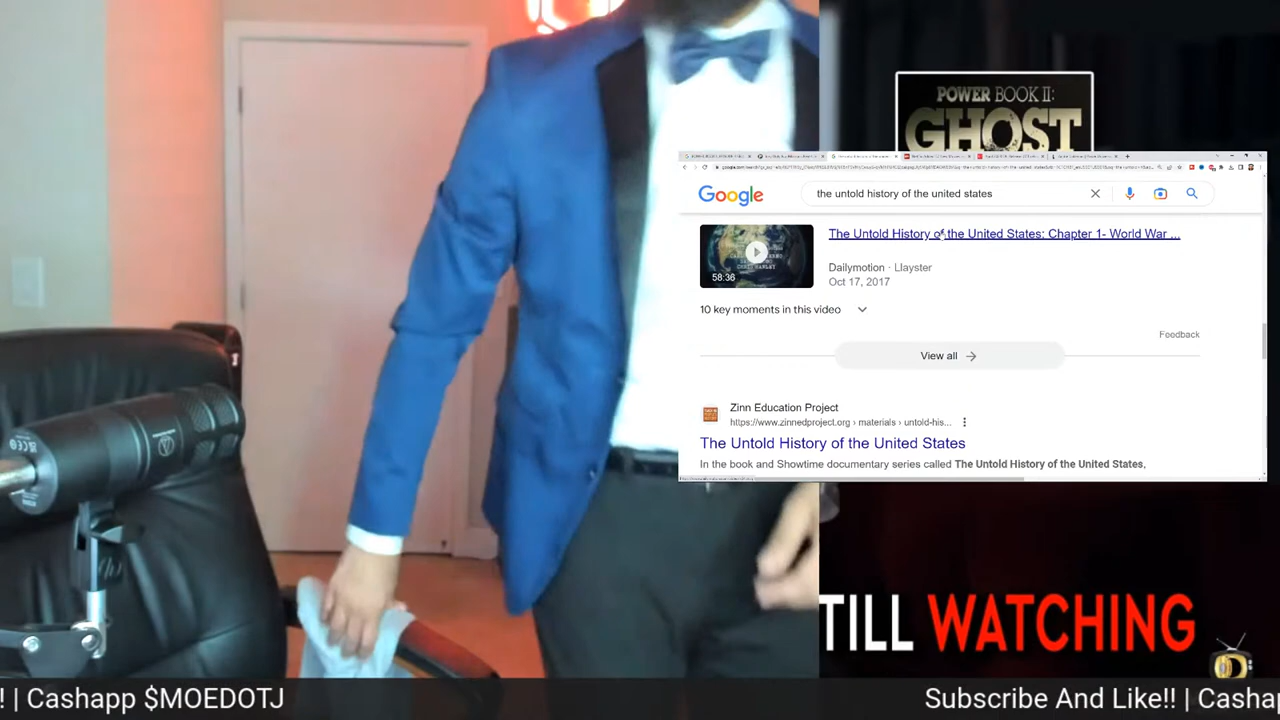 POWER BOOK II:
GHOST
Google
the untold history of the united states
The Untold History of the United States: Chapter 1- World War ...
58:36
Dailymotion · Llayster
Oct 17, 2017
10 key moments in this video
Feedback
View all
Zinn Education Project
https://www.zinnedproject.org › materials › untold-his...
The Untold History of the United States
In the book and Showtime documentary series called The Untold History of the United States,
TILL WATCHING
! | Cashapp $MOEDOTJ
Subscribe And Like!! | Casha